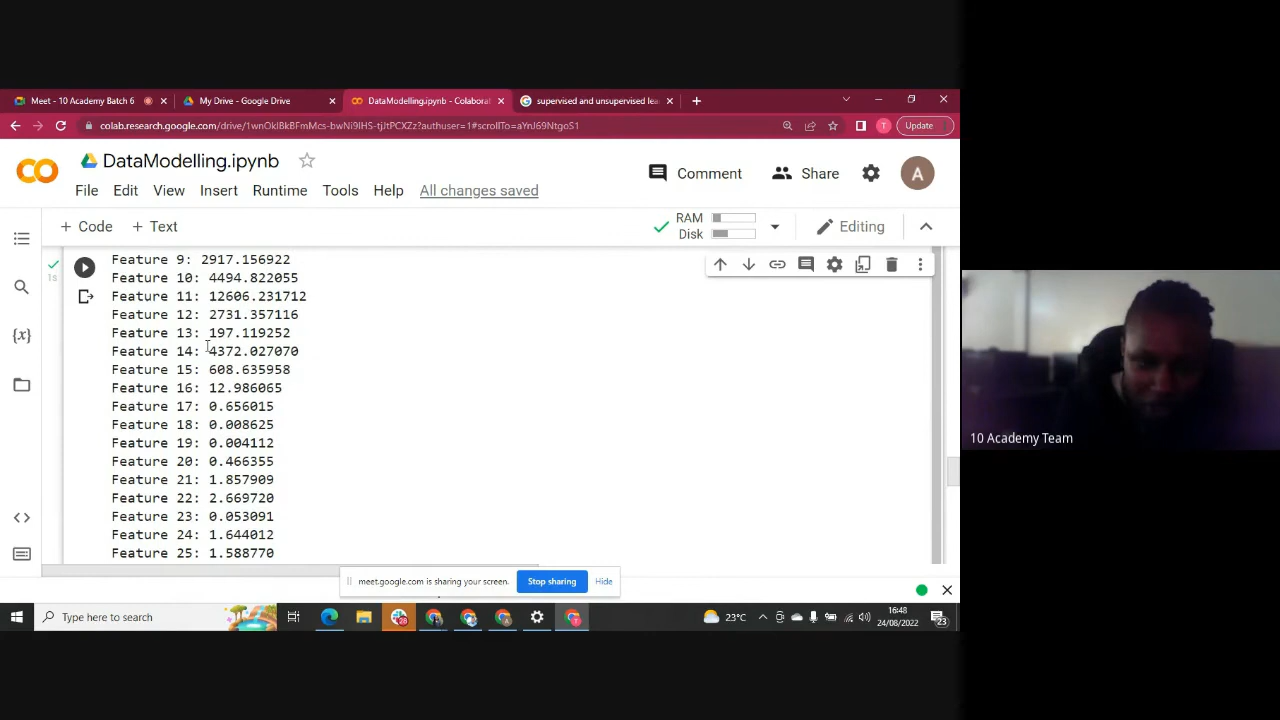 Meet - 10 Academy Batch 6
My Drive - Google Drive
DataModelling.ipynb - Colaborat
supervised and unsupervised lea
colab.research.google.com/drive/1wnOklBkBFmMcs-bwNi9IHS-tjJtPCXZz?authuser=1#scrollTo=aYnJ69NtgoS1
Update
DataModelling.ipynb
Comment
Share
A
File Edit View Insert Runtime Tools Help All changes saved
+ Code + Text
RAM
Disk
Editing
1s
Feature 9: 2917.156922
Feature 10: 4494.822055
Feature 11: 12606.231712
Feature 12: 2731.357116
Feature 13: 197.119252
Feature 14: 4372.027070
Feature 15: 608.635958
Feature 16: 12.986065
Feature 17: 0.656015
Feature 18: 0.008625
Feature 19: 0.004112
Feature 20: 0.466355
Feature 21: 1.857909
Feature 22: 2.669720
Feature 23: 0.053091
Feature 24: 1.644012
Feature 25: 1.588770
meet.google.com is sharing your screen.
Stop sharing
Hide
Type here to search
23°C
16:48
24/08/2022
23
10 Academy Team